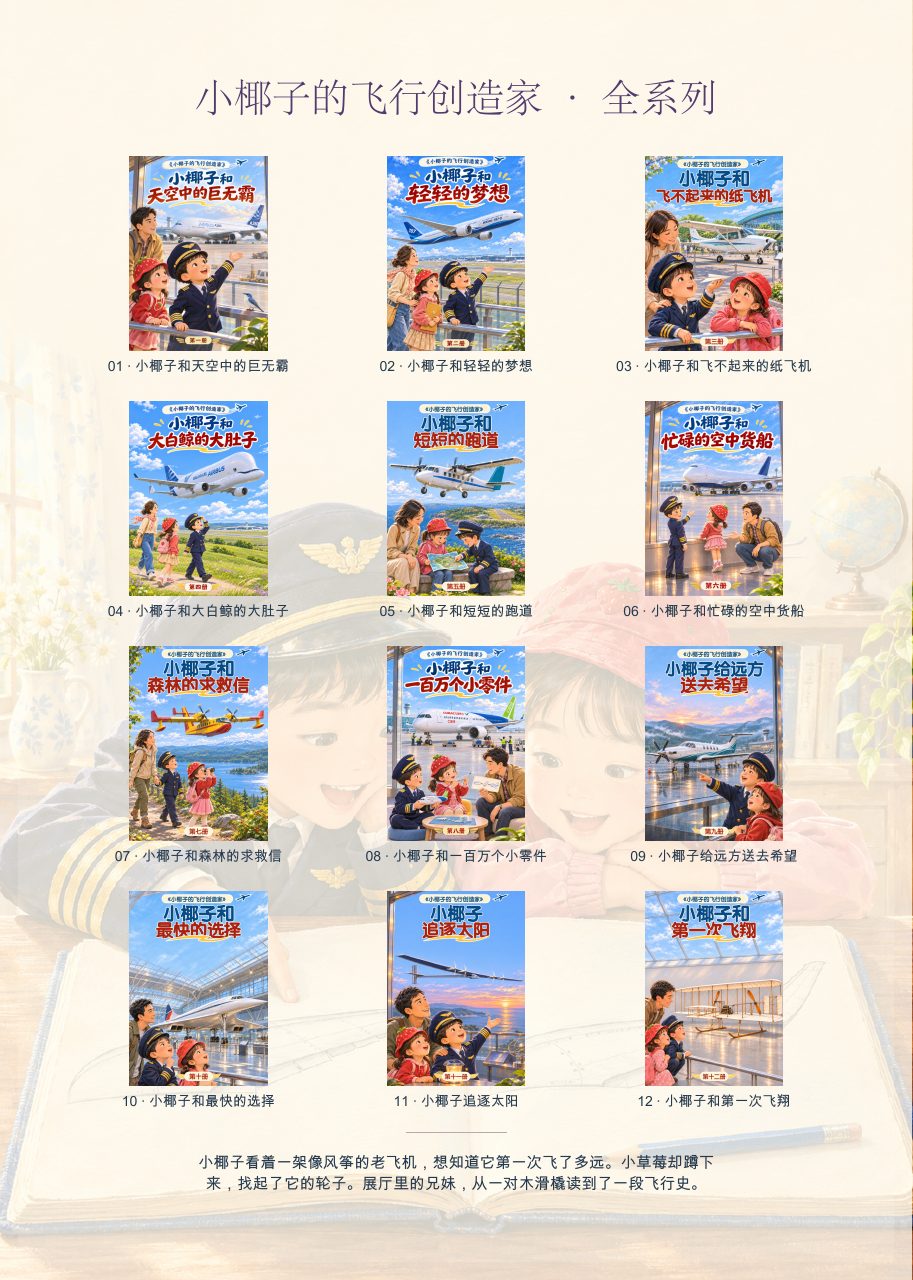 小椰子的飞行创造家 · 全系列
《小椰子的飞行创造家》
小椰子和
天空中的巨无霸
第一册
01 · 小椰子和天空中的巨无霸
《小椰子的飞行创造家》
小椰子和
轻轻的梦想
第二册
02 · 小椰子和轻轻的梦想
《小椰子的飞行创造家》
小椰子和
飞不起来的纸飞机
第三册
03 · 小椰子和飞不起来的纸飞机
《小椰子的飞行创造家》
小椰子和
大白鲸的大肚子
AIRBUS
第四册
04 · 小椰子和大白鲸的大肚子
《小椰子的飞行创造家》
小椰子和
短短的跑道
第五册
05 · 小椰子和短短的跑道
《小椰子的飞行创造家》
小椰子和
忙碌的空中货船
第六册
06 · 小椰子和忙碌的空中货船
《小椰子的飞行创造家》
小椰子和
森林的求救信
第七册
07 · 小椰子和森林的求救信
《小椰子的飞行创造家》
小椰子和
一百万个小零件
第八册
08 · 小椰子和一百万个小零件
《小椰子的飞行创造家》
小椰子给远方
送去希望
第九册
09 · 小椰子给远方送去希望
《小椰子的飞行创造家》
小椰子和
最快的选择
第十册
10 · 小椰子和最快的选择
《小椰子的飞行创造家》
小椰子
追逐太阳
第十一册
11 · 小椰子追逐太阳
《小椰子的飞行创造家》
小椰子和
第一次飞翔
第十二册
12 · 小椰子和第一次飞翔
小椰子看着一架像风筝的老飞机，想知道它第一次飞了多远。小草莓却蹲下
来，找起了它的轮子。展厅里的兄妹，从一对木滑橇读到了一段飞行史。